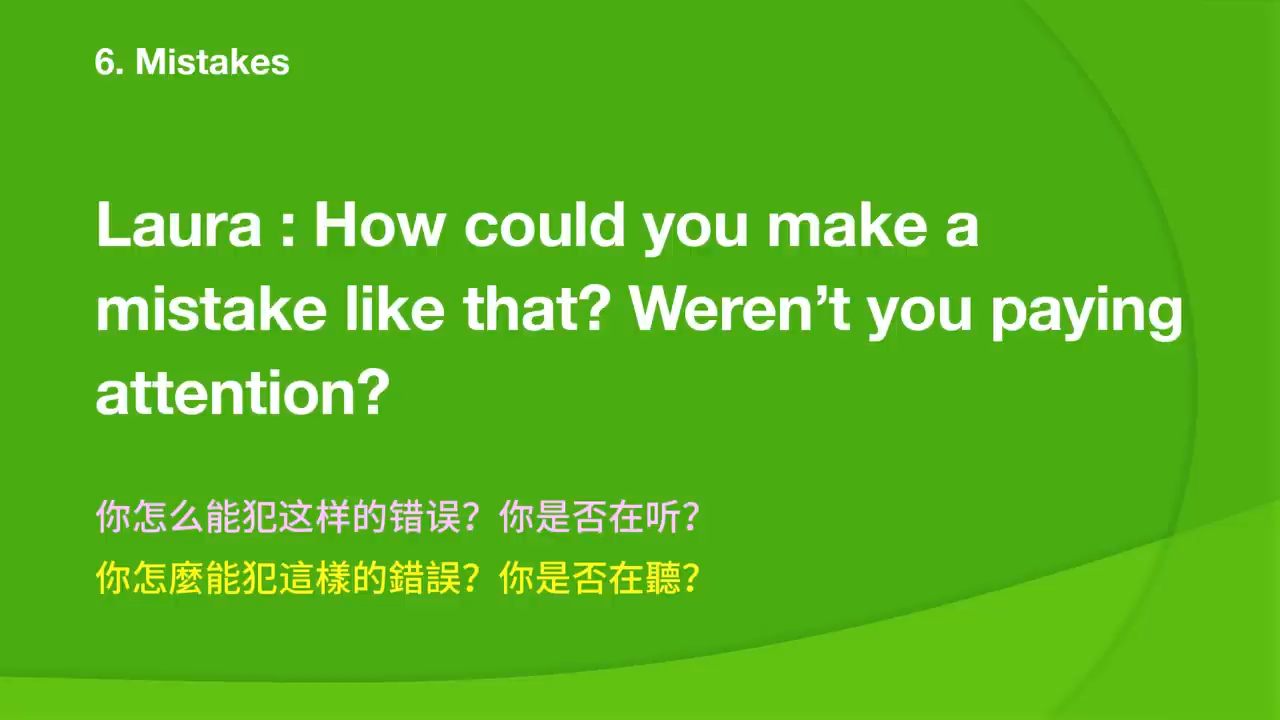 6. Mistakes
Laura : How could you make a
mistake like that? Weren’t you paying
attention?
你怎么能犯这样的错误？你是否在听？
你怎麼能犯這樣的錯誤？你是否在聽？